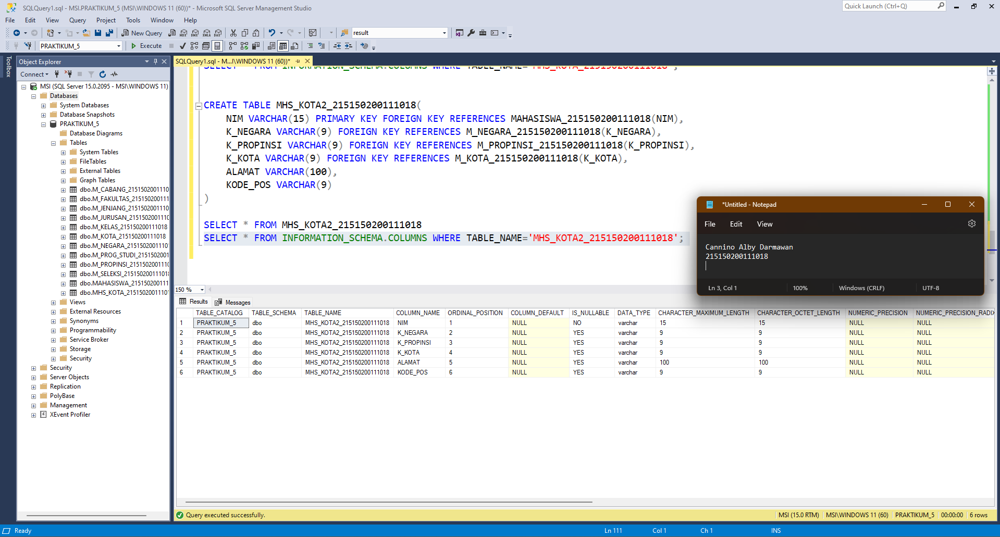 SQLQuery1.sql - MSI.PRAKTIKUM_5 (MSI\WINDOWS 11 (60))* - Microsoft SQL Server Management Studio
Quick Launch (Ctrl+Q)
File Edit View Query Project Tools Window Help
New Query
MDX DMX XMLA DAX
result
PRAKTIKUM_5
Execute
Toolbox
Object Explorer
Connect
MSI (SQL Server 15.0.2095 - MSI\WINDOWS 11)
Databases
System Databases
Database Snapshots
PRAKTIKUM_5
Database Diagrams
Tables
System Tables
FileTables
External Tables
Graph Tables
dbo.M_CABANG_2151502001110
dbo.M_FAKULTAS_215150200111
dbo.M_JENJANG_2151502001110
dbo.M_JURUSAN_2151502001110
dbo.M_KELAS_215150200111018
dbo.M_KOTA_215150200111018
dbo.M_NEGARA_21515020011101
dbo.M_PROG_STUDI_2151502001
dbo.M_PROPINSI_215150200111
dbo.M_SELEKSI_215150200111018
dbo.MAHASISWA_215150200111
dbo.MHS_KOTA_21515020011101
Views
External Resources
Synonyms
Programmability
Service Broker
Storage
Security
Security
Server Objects
Replication
PolyBase
Management
XEvent Profiler
SQLQuery1.sql - M...I\WINDOWS 11 (60))*
SELECT * FROM INFORMATION_SCHEMA.COLUMNS WHERE TABLE_NAME='MHS_KOTA_215150200111018';
CREATE TABLE MHS_KOTA2_215150200111018(
NIM VARCHAR(15) PRIMARY KEY FOREIGN KEY REFERENCES MAHASISWA_215150200111018(NIM),
K_NEGARA VARCHAR(9) FOREIGN KEY REFERENCES M_NEGARA_215150200111018(K_NEGARA),
K_PROPINSI VARCHAR(9) FOREIGN KEY REFERENCES M_PROPINSI_215150200111018(K_PROPINSI),
K_KOTA VARCHAR(9) FOREIGN KEY REFERENCES M_KOTA_215150200111018(K_KOTA),
ALAMAT VARCHAR(100),
KODE_POS VARCHAR(9)
)
SELECT * FROM MHS_KOTA2_215150200111018
SELECT * FROM INFORMATION_SCHEMA.COLUMNS WHERE TABLE_NAME='MHS_KOTA2_215150200111018';
*Untitled - Notepad
File Edit View
Cannino Alby Darmawan
215150200111018
Ln 3, Col 1 100% Windows (CRLF) UTF-8
150 %
Results Messages
TABLE_CATALOG TABLE_SCHEMA TABLE_NAME COLUMN_NAME ORDINAL_POSITION COLUMN_DEFAULT IS_NULLABLE DATA_TYPE CHARACTER_MAXIMUM_LENGTH CHARACTER_OCTET_LENGTH NUMERIC_PRECISION NUMERIC_PRECISION_RADIX
1 PRAKTIKUM_5 dbo MHS_KOTA2_215150200111018 NIM 1 NULL NO varchar 15 15 NULL NULL
2 PRAKTIKUM_5 dbo MHS_KOTA2_215150200111018 K_NEGARA 2 NULL YES varchar 9 9 NULL NULL
3 PRAKTIKUM_5 dbo MHS_KOTA2_215150200111018 K_PROPINSI 3 NULL YES varchar 9 9 NULL NULL
4 PRAKTIKUM_5 dbo MHS_KOTA2_215150200111018 K_KOTA 4 NULL YES varchar 9 9 NULL NULL
5 PRAKTIKUM_5 dbo MHS_KOTA2_215150200111018 ALAMAT 5 NULL YES varchar 100 100 NULL NULL
6 PRAKTIKUM_5 dbo MHS_KOTA2_215150200111018 KODE_POS 6 NULL YES varchar 9 9 NULL NULL
Query executed successfully. MSI (15.0 RTM) MSI\WINDOWS 11 (60) PRAKTIKUM_5 00:00:00 6 rows
Ready Ln 111 Col 1 Ch 1 INS